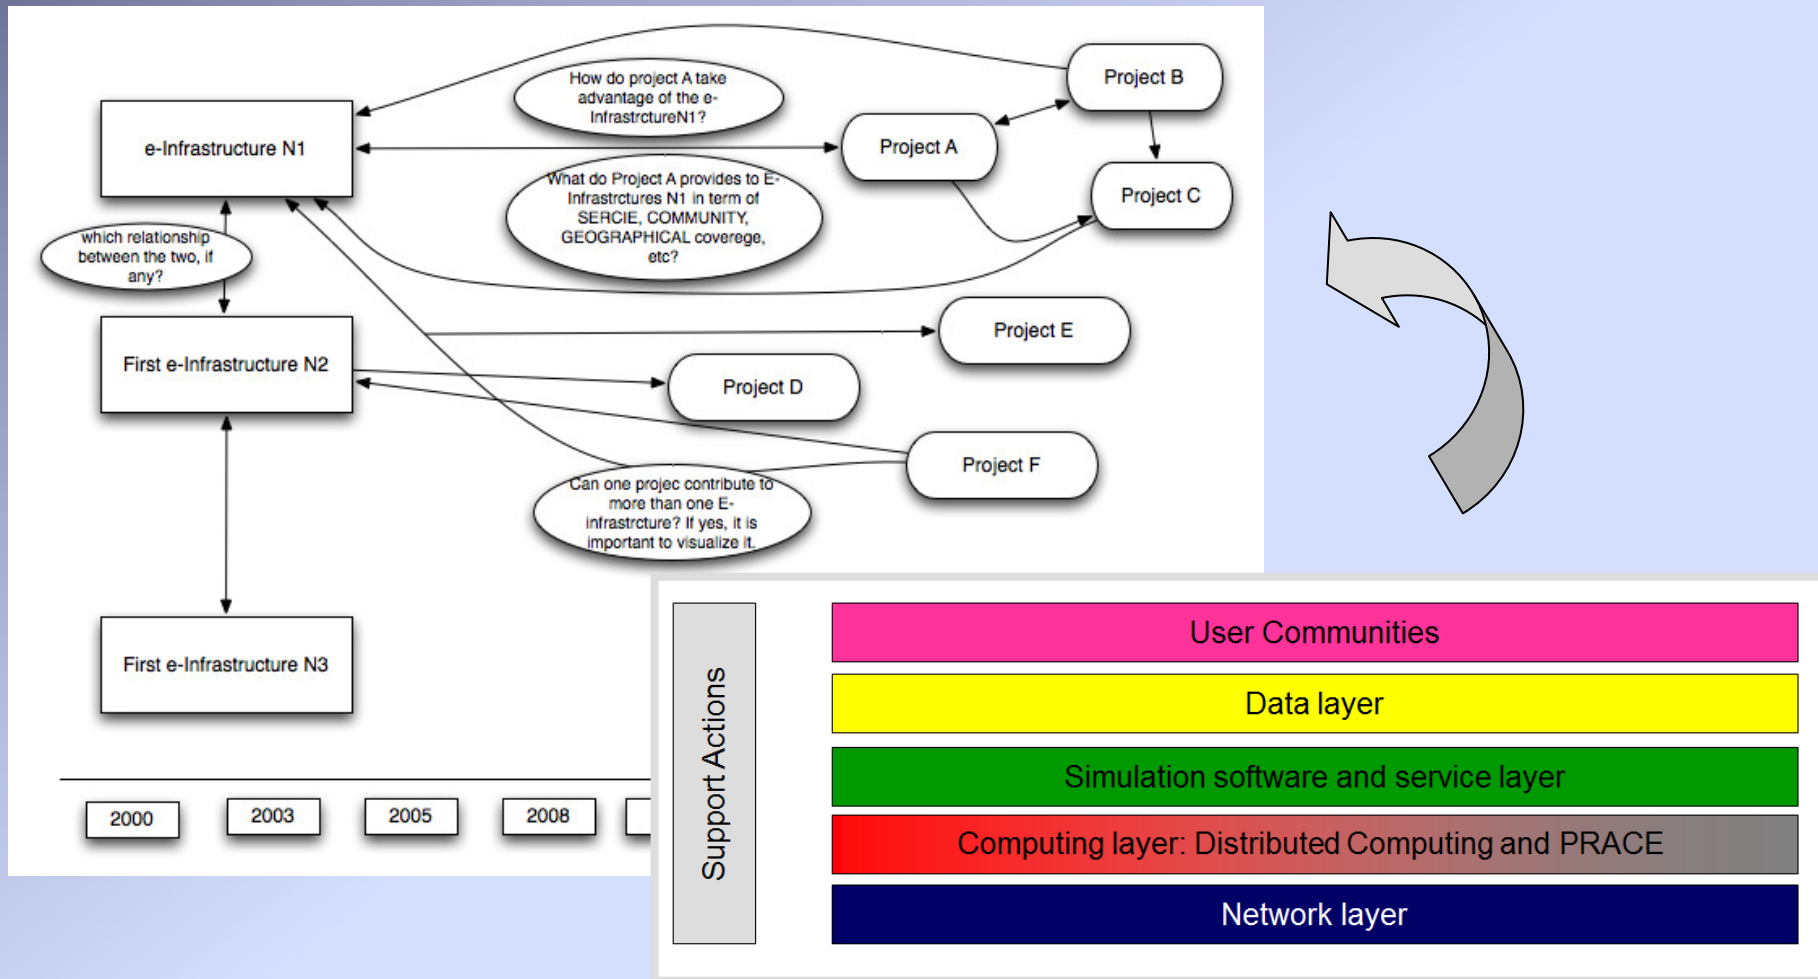 How do project A take
advantage of the e-
InfrastrctureN1?
Project B
e-Infrastructure N1
Project A
What do Project A provides to E-
Infrastrctures N1 in term of
SERCIE, COMMUNITY,
GEOGRAPHICAL coverege,
etc?
Project C
which relationship
between the two, if
any?
First e-Infrastructure N2
Project E
Project D
Project F
Can one projec contribute to
more than one E-
infrastrcture? If yes, it is
important to visualize it.
First e-Infrastructure N3
2000
2003
2005
2008
Support Actions
User Communities
Data layer
Simulation software and service layer
Computing layer: Distributed Computing and PRACE
Network layer